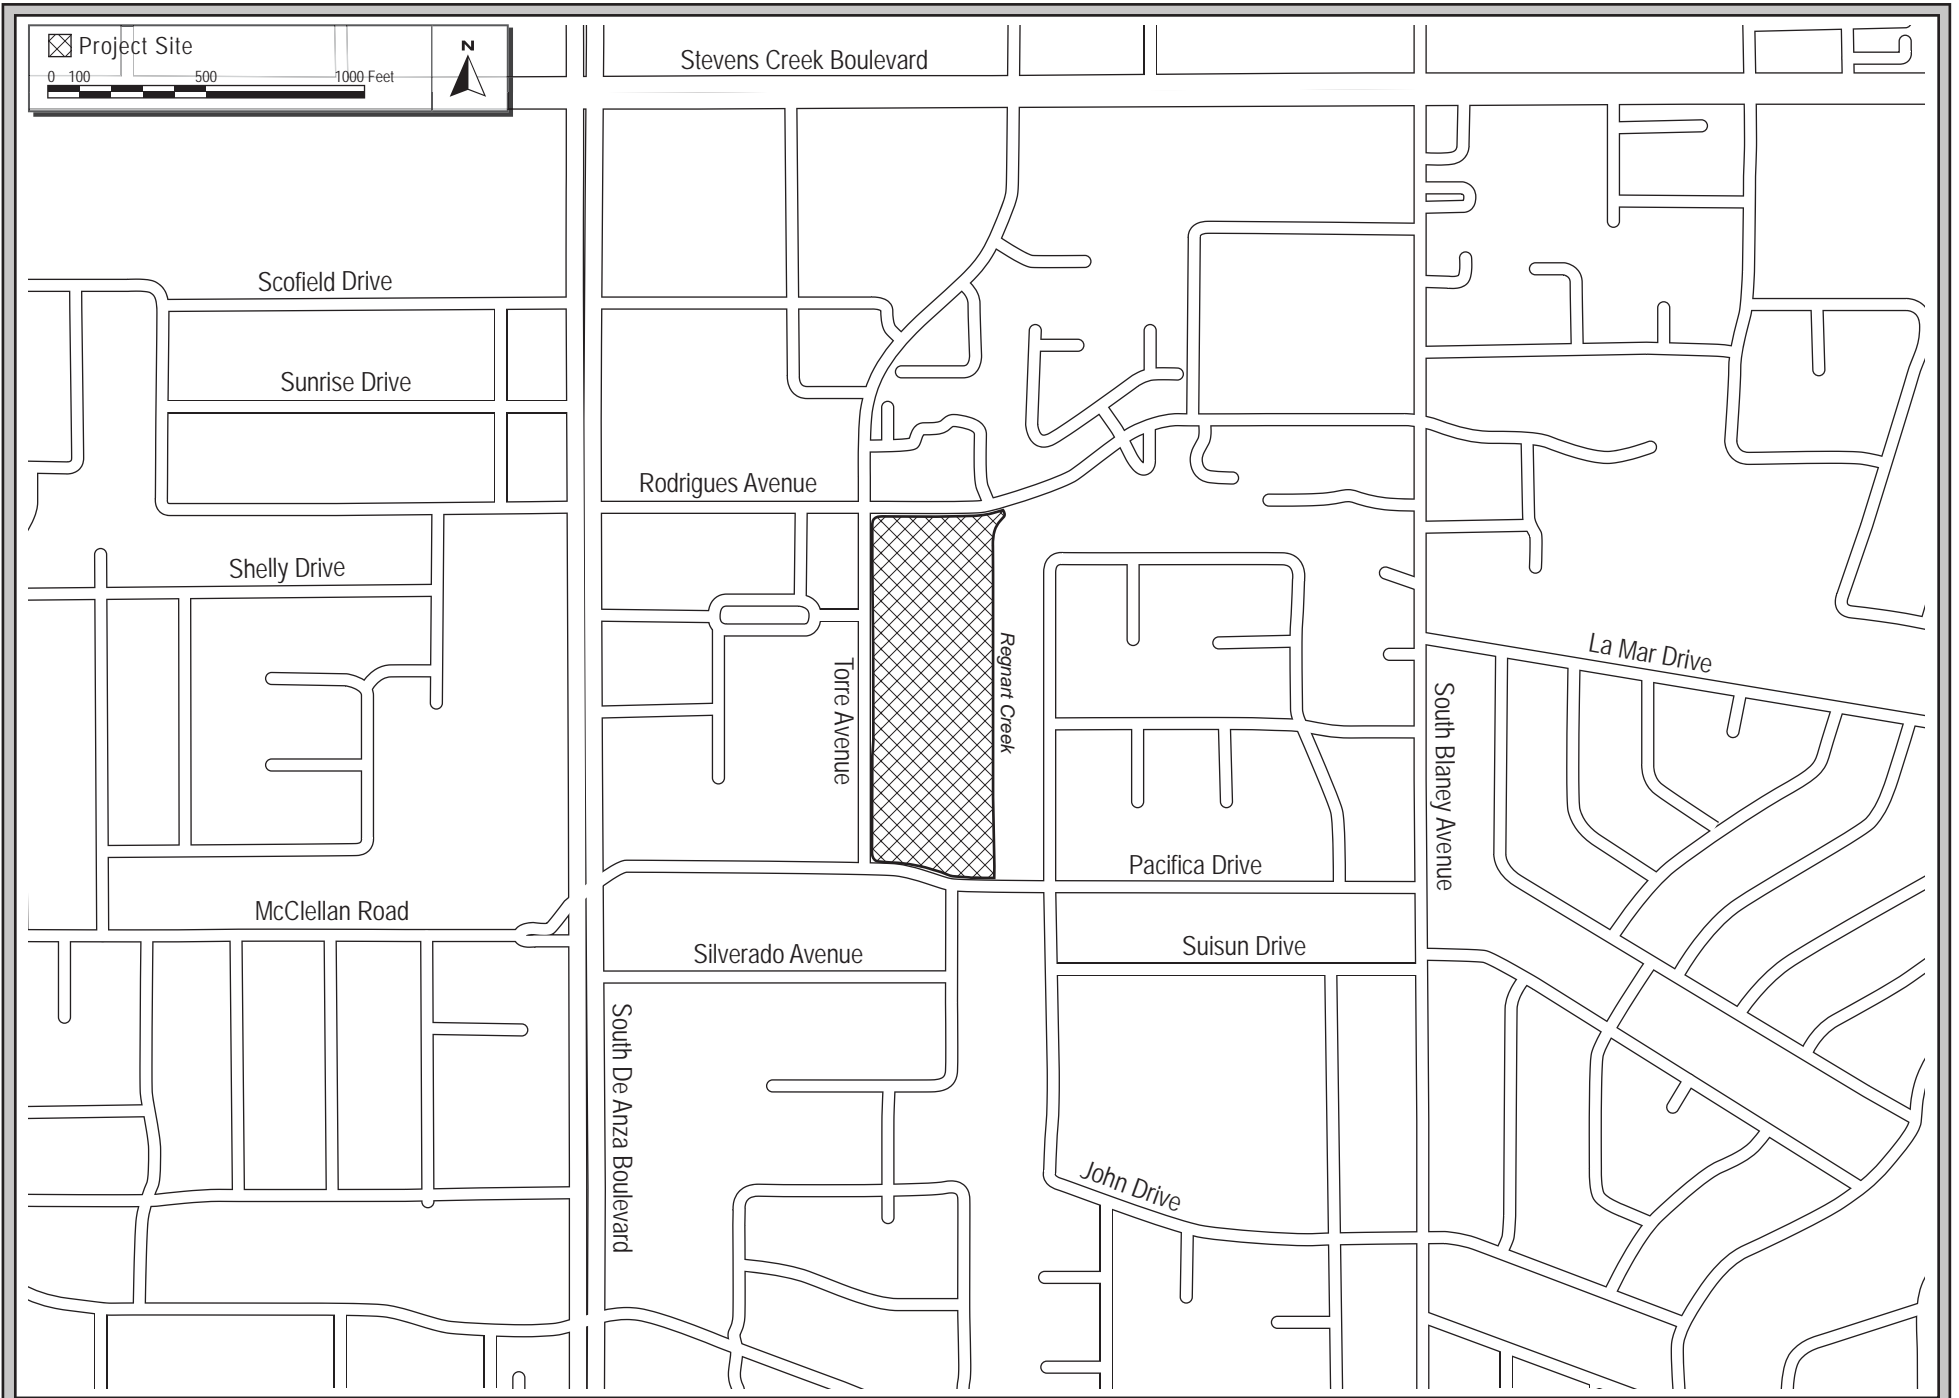 Project Site
N
0 100 500 1000 Feet
Stevens Creek Boulevard
Scofield Drive
Sunrise Drive
Rodrigues Avenue
Shelly Drive
Torre Avenue
Regnart Creek
La Mar Drive
South Blaney Avenue
Pacifica Drive
McClellan Road
Silverado Avenue
Suisun Drive
South De Anza Boulevard
John Drive